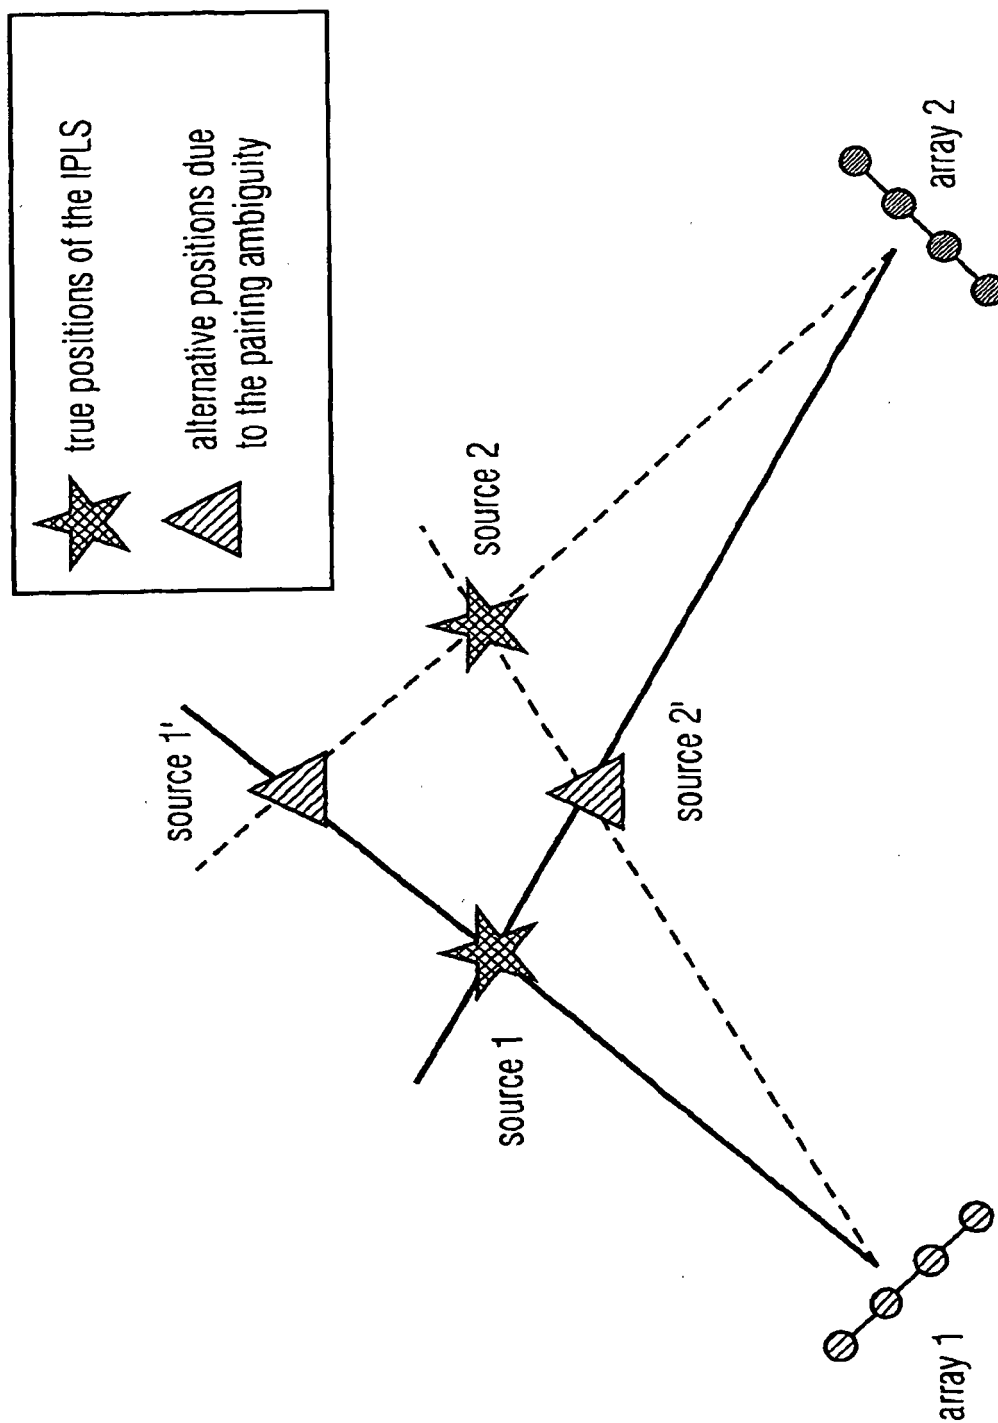 true positions of the IPLS
alternative positions due
to the pairing ambiguity
source 1'
source 2
source 1
source 2'
array 1
array 2